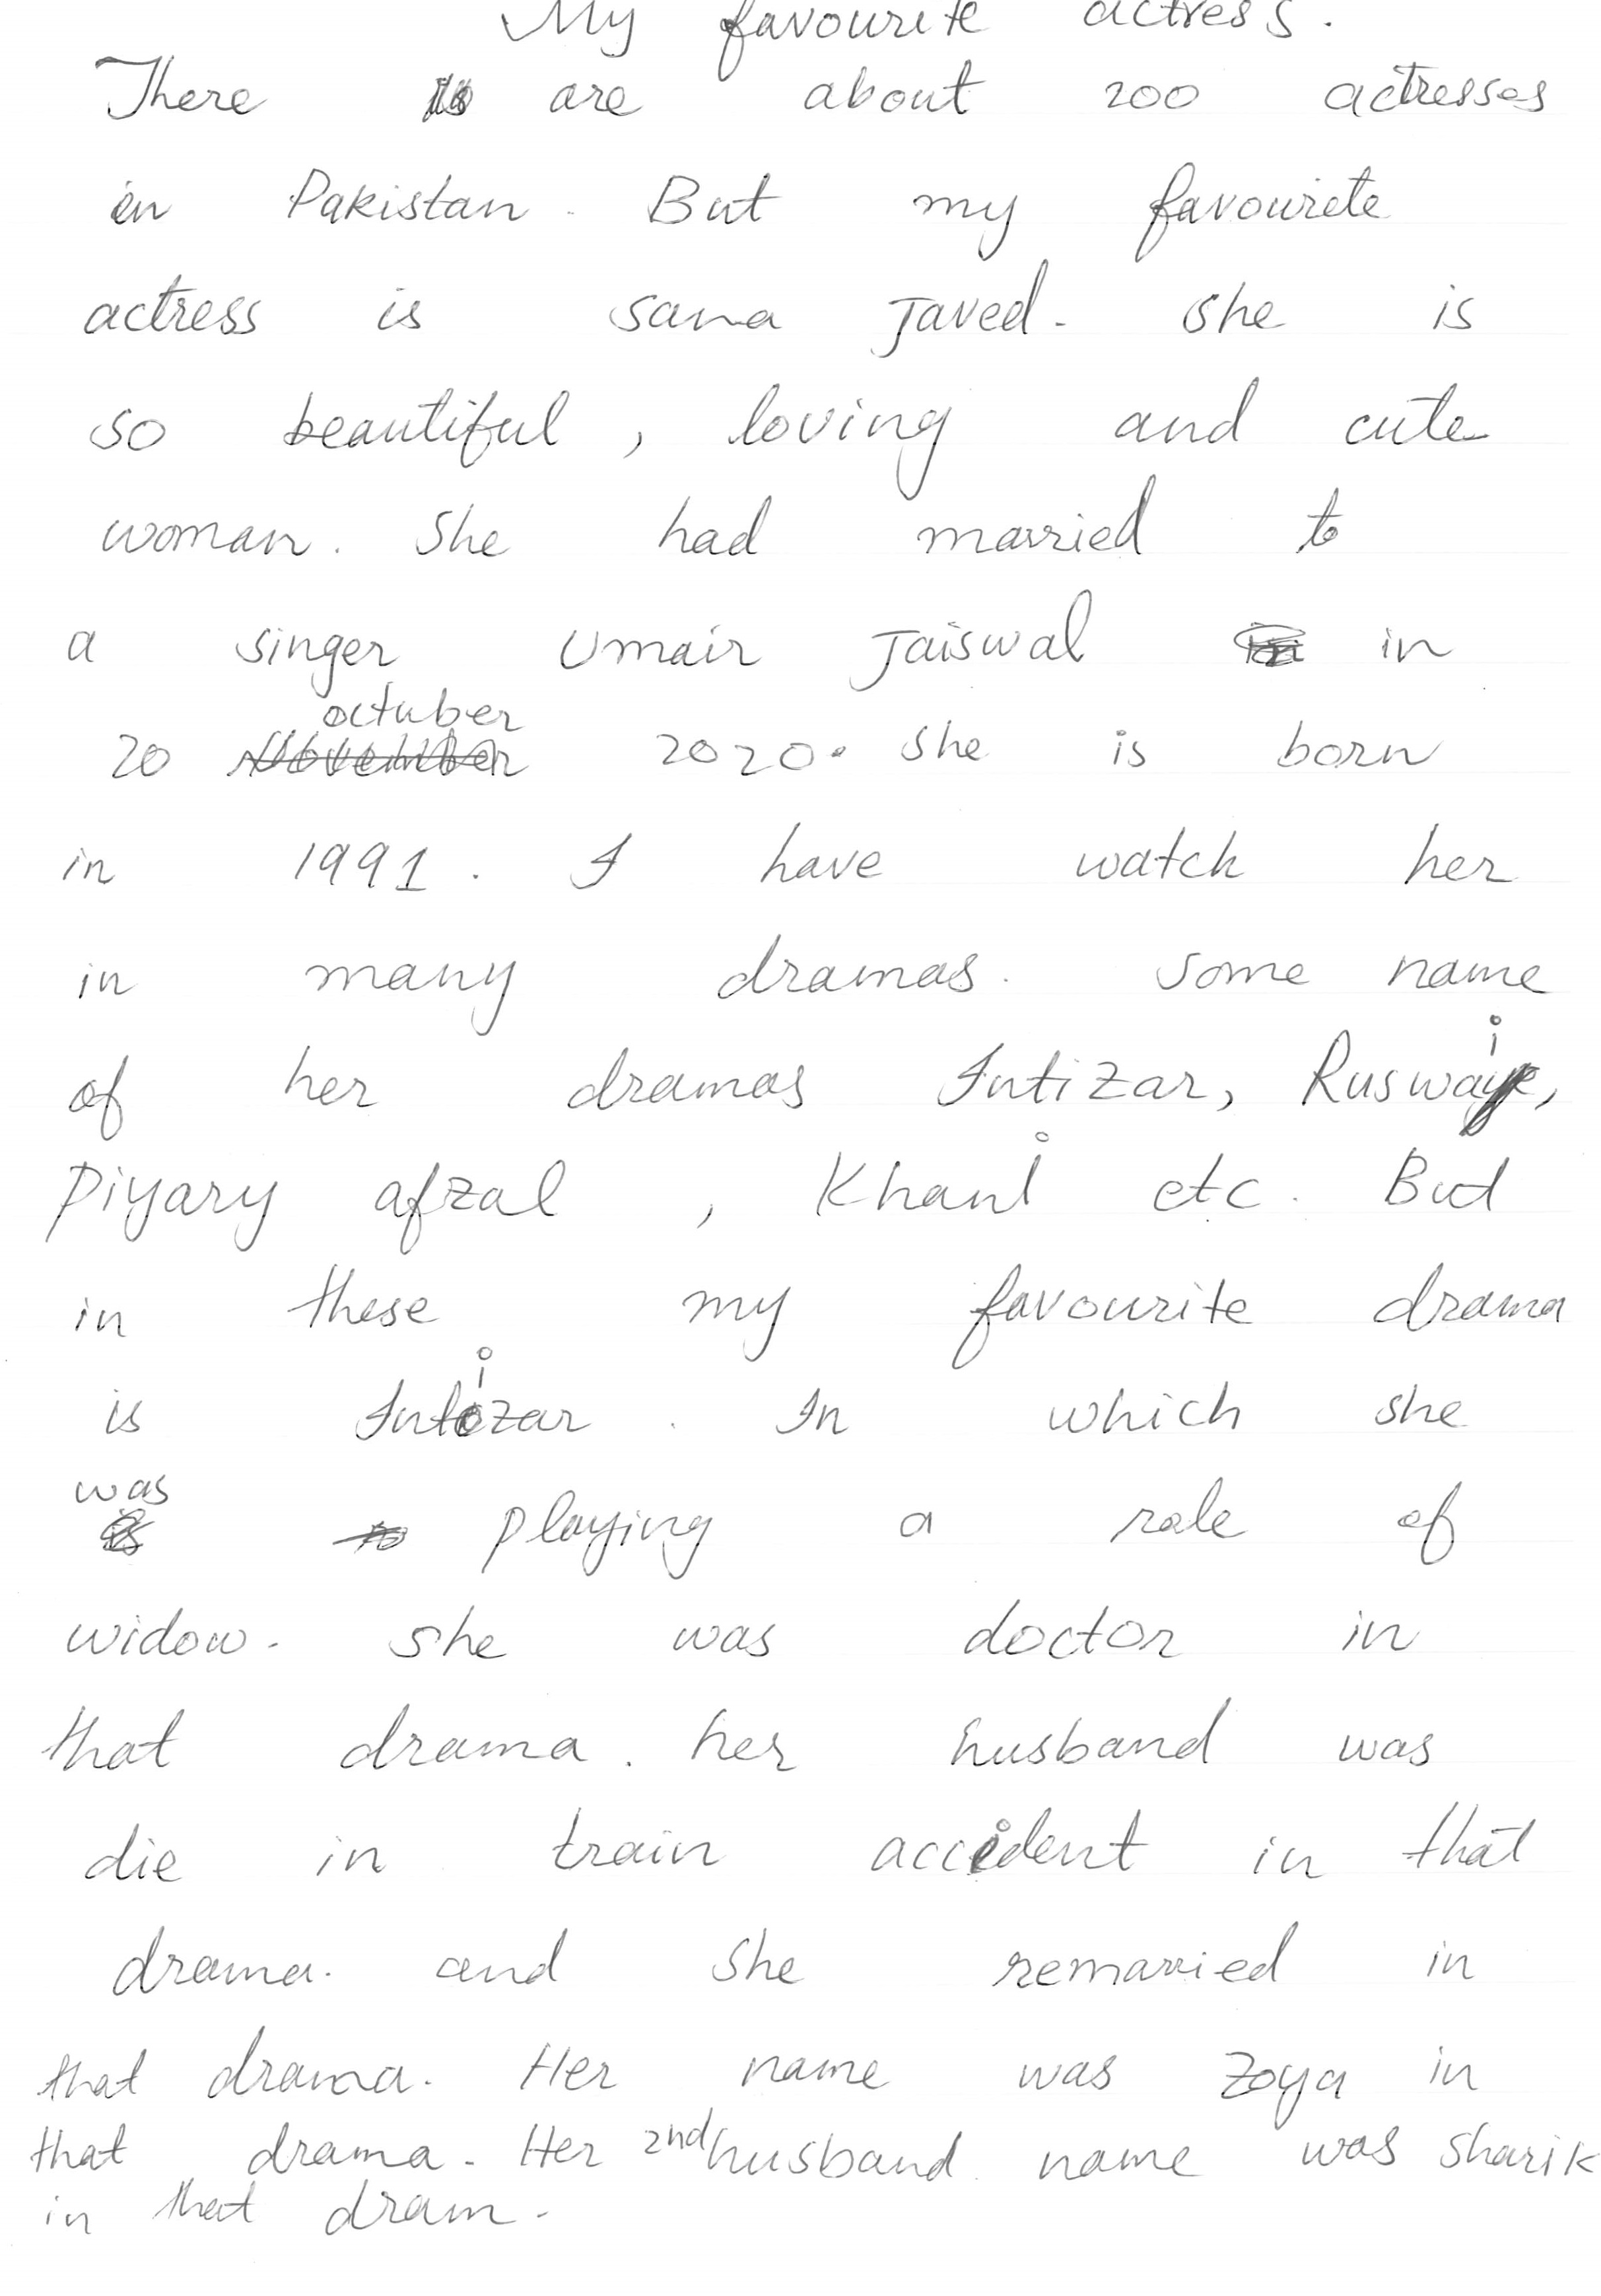 My favourite actress.
There are about 200 actresses
in Pakistan. But my favourite
actress is sana Javed. she is
so beautiful, loving and cute
woman. She had married to
a singer Umair Jaiswal in
20 octuber 2020. she is born
in 1991. I have watch her
in many dramas. some name
of her dramas Intizar, Ruswai,
Piyary afzal, Khani etc. But
in these my favourite drama
is Intizar. In which she
was playing a role of
widow. she was doctor in
that drama. her husband was
die in train accident in that
drama. and she remarried in
that drama. Her name was Zoya in
that drama. Her 2nd husband name was Sharik
in that dram.